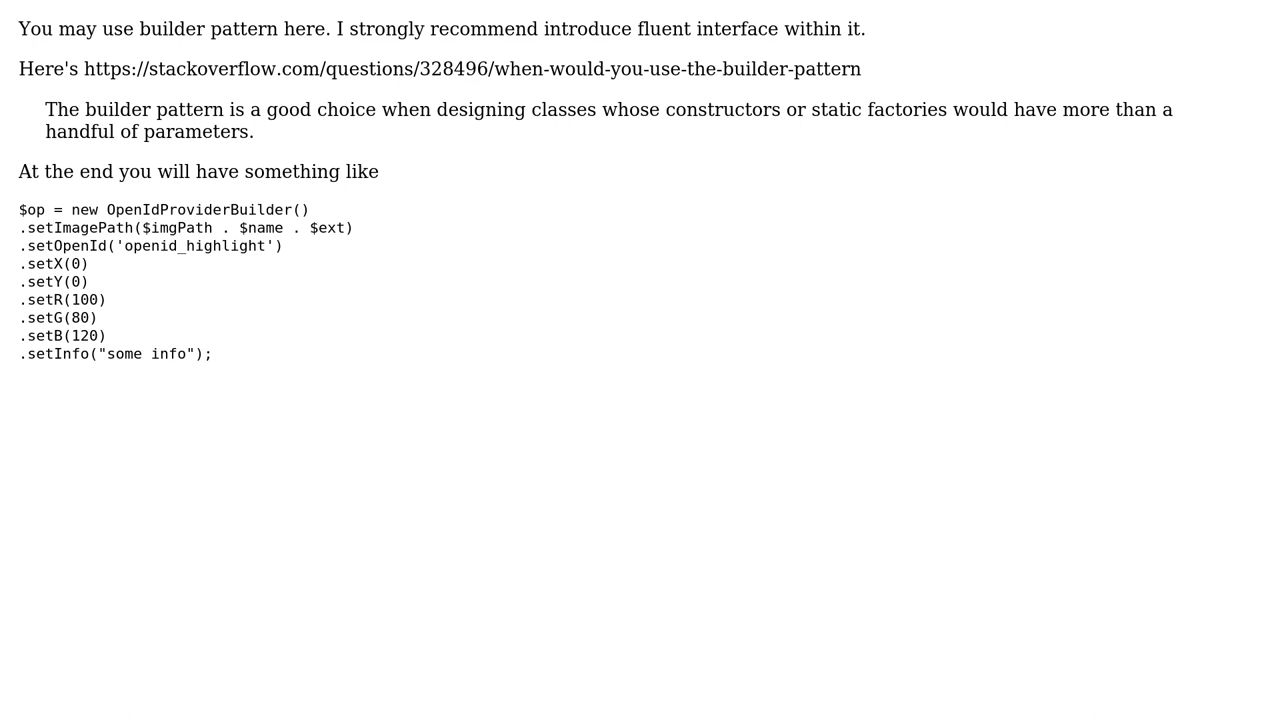 You may use builder pattern here. I strongly recommend introduce fluent interface within it.
Here's https://stackoverflow.com/questions/328496/when-would-you-use-the-builder-pattern
The builder pattern is a good choice when designing classes whose constructors or static factories would have more than a
handful of parameters.
At the end you will have something like
$op = new OpenIdProviderBuilder()
.setImagePath($imgPath . $name . $ext)
.setOpenId('openid_highlight')
.setX(0)
.setY(0)
.setR(100)
.setG(80)
.setB(120)
.setInfo("some info");